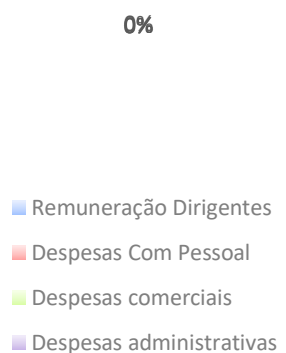 0%
Remuneração Dirigentes
Despesas Com Pessoal
Despesas comerciais
Despesas administrativas